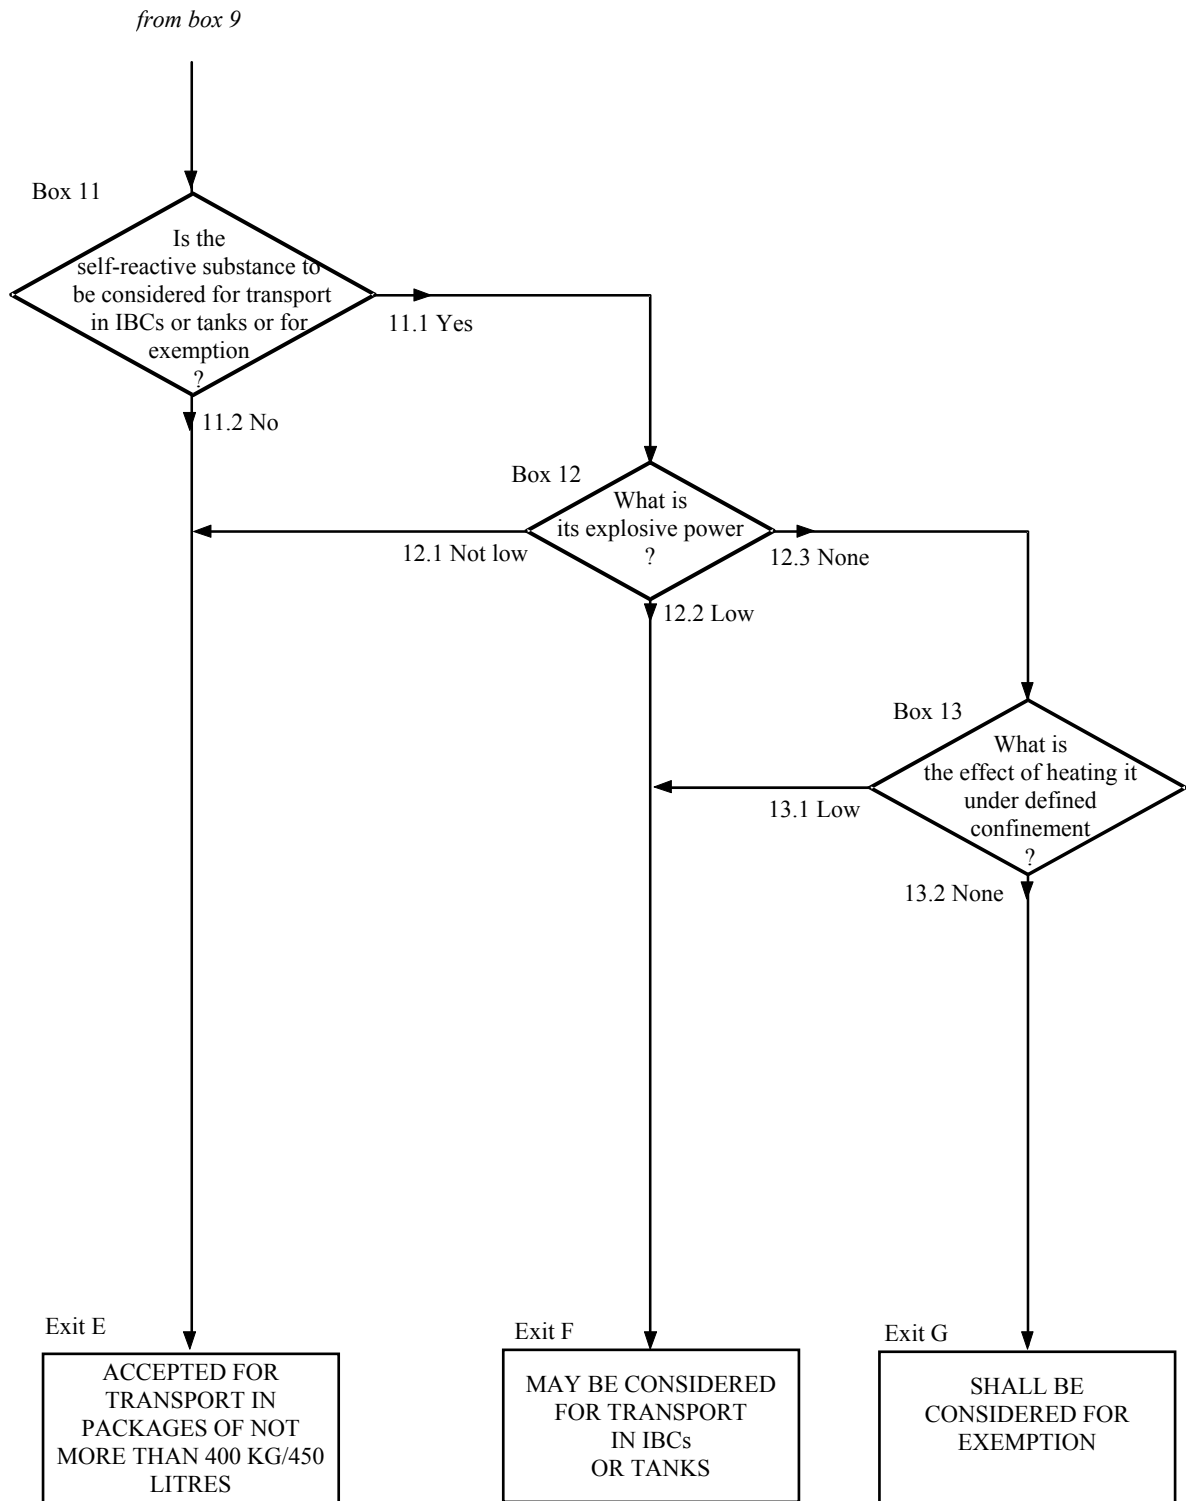 from box 9
Box 11
Is the
self-reactive substance to
be considered for transport
in IBCs or tanks or for
exemption
?
11.1 Yes
11.2 No
Box 12
What is
its explosive power
?
12.1 Not low
12.3 None
12.2 Low
Box 13
What is
the effect of heating it
under defined
confinement
?
13.1 Low
13.2 None
Exit E
ACCEPTED FOR
TRANSPORT IN
PACKAGES OF NOT
MORE THAN 400 KG/450
LITRES
Exit F
MAY BE CONSIDERED
FOR TRANSPORT
IN IBCs
OR TANKS
Exit G
SHALL BE
CONSIDERED FOR
EXEMPTION